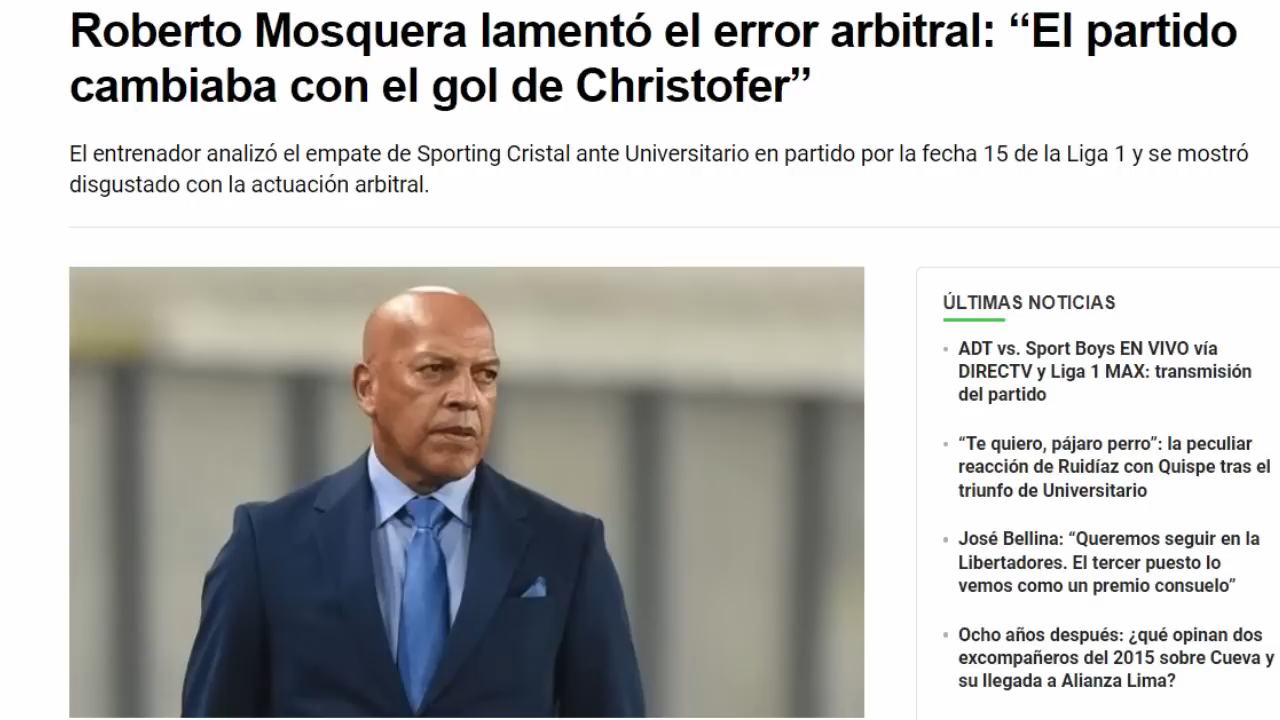 Roberto Mosquera lamentó el error arbitral: “El partido
cambiaba con el gol de Christofer”
El entrenador analizó el empate de Sporting Cristal ante Universitario en partido por la fecha 15 de la Liga 1 y se mostró
disgustado con la actuación arbitral.
ÚLTIMAS NOTICIAS
ADT vs. Sport Boys EN VIVO vía
DIRECTV y Liga 1 MAX: transmisión
del partido
“Te quiero, pájaro perro”: la peculiar
reacción de Ruidíaz con Quispe tras el
triunfo de Universitario
José Bellina: “Queremos seguir en la
Libertadores. El tercer puesto lo
vemos como un premio consuelo”
Ocho años después: ¿qué opinan dos
excompañeros del 2015 sobre Cueva y
su llegada a Alianza Lima?